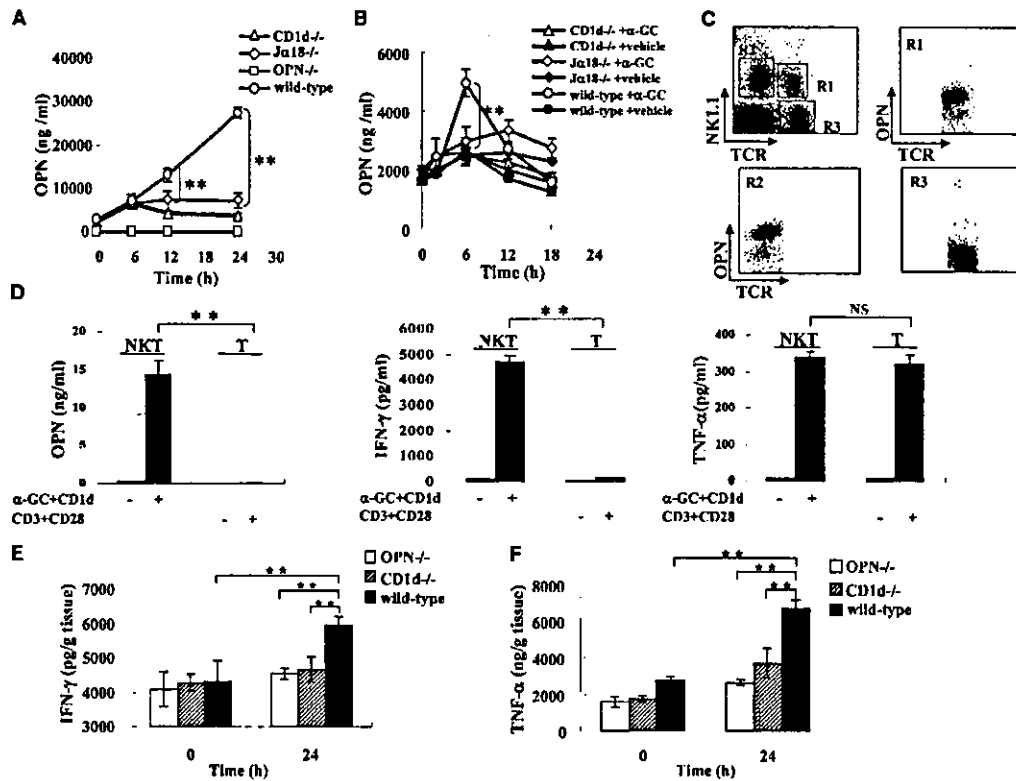 A
OPN (ng /ml)
40000
30000
20000
10000
0
0 6 12 18 24 30
Time (h)
CD1d-/-
Jα18-/-
OPN-/-
wild-type
**
**
B
OPN (ng /ml)
6000
4000
2000
0
0 6 12 18 24
Time (h)
CD1d-/- +α-GC
CD1d-/- +vehicle
Jα18-/- +α-GC
Jα18-/- +vehicle
wild-type +α-GC
wild-type +vehicle
**
C
NK1.1
TCR
R1
R3
R1
OPN
TCR
R2
OPN
TCR
R3
D
OPN (ng/ml)
20
15
10
5
0
**
NKT T
α-GC+CD1d - +
CD3+CD28 - +
IFN-γ (pg/ml)
6000
5000
4000
3000
2000
1000
0
**
NKT T
- +
- +
TNF-α(pg/ml)
400
300
200
100
0
NS
NKT T
α-GC+CD1d - +
CD3+CD28 - +
E
IFN-γ (pg/g tissue)
7000
6000
5000
4000
3000
0 24
Time (h)
OPN-/-
CD1d-/-
wild-type
**
**
**
F
TNF-α (ng/g tissue)
8000
6000
4000
2000
0
0 24
Time (h)
OPN-/-
CD1d-/-
wild-type
**
**
**